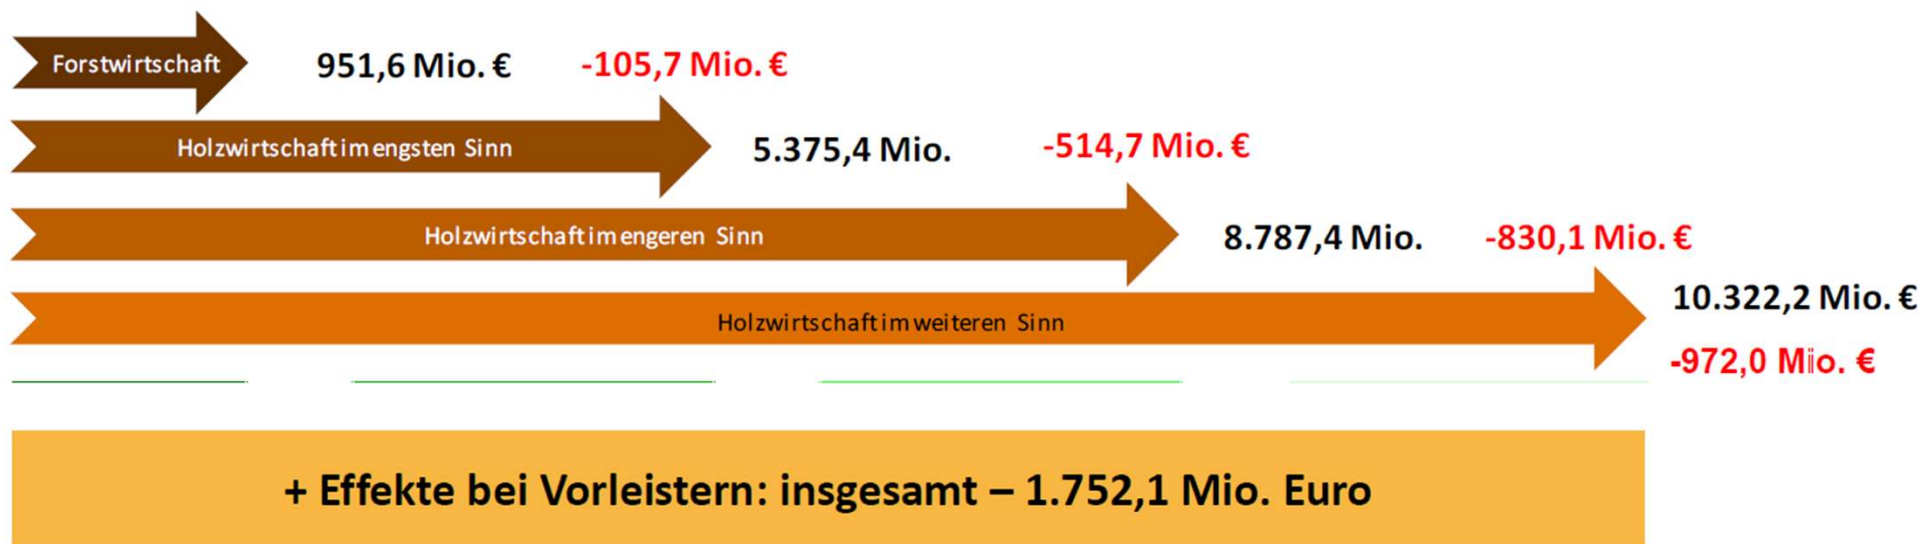 Forstwirtschaft 951,6 Mio. € -105,7 Mio. €
Holzwirtschaft im engsten Sinn 5.375,4 Mio. -514,7 Mio. €
Holzwirtschaft im engeren Sinn 8.787,4 Mio. -830,1 Mio. €
10.322,2 Mio. €
Holzwirtschaft im weiteren Sinn
-972,0 Mio. €
+ Effekte bei Vorleistern: insgesamt – 1.752,1 Mio. Euro